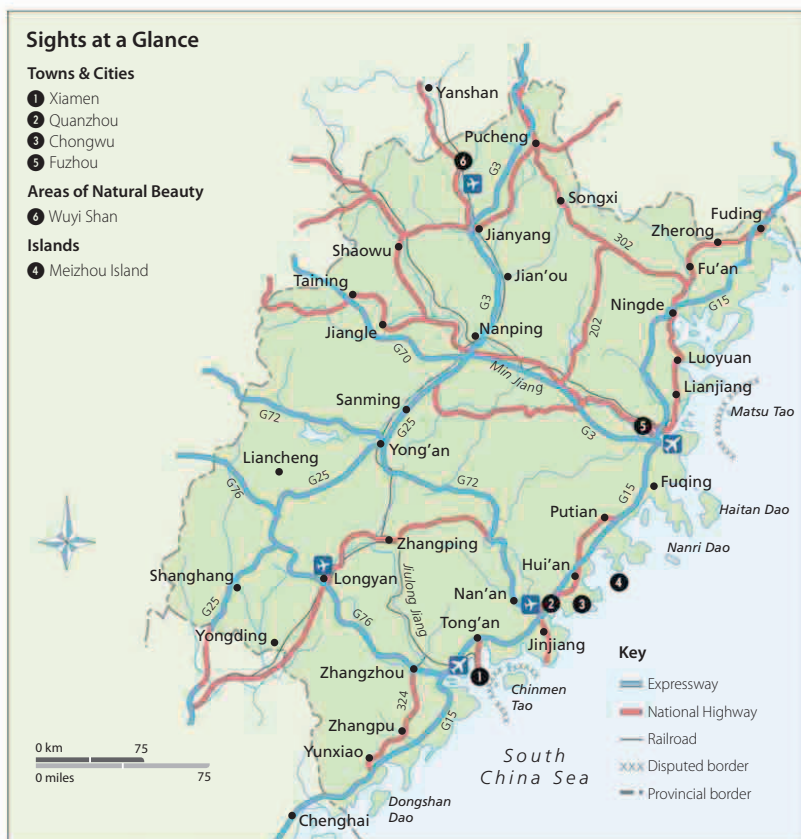 Sights at a Glance
Towns & Cities
1 Xiamen
2 Quanzhou
3 Chongwu
5 Fuzhou
Areas of Natural Beauty
6 Wuyi Shan
Islands
4 Meizhou Island
Yanshan
Pucheng
6
G3
Songxi
Fuding
Zherong
302
Jianyang
Shaowu
Fu'an
Jian'ou
Taining
G15
G3
Ningde
202
Jiangle
Nanping
G70
Luoyuan
Min Jiang
Lianjiang
Sanming
G72
Matsu Tao
G25
5
G3
Yong'an
Liancheng
G76
G25
G72
Fuqing
G15
Haitan Dao
Putian
Nanri Dao
Zhangping
Hui'an
4
Shanghang
Longyan
Jiulong Jiang
Nan'an
2
3
G25
G76
Tong'an
Yongding
Jinjiang
Zhangzhou
1
Chinmen
Tao
324
G15
Zhangpu
Yunxiao
South
China Sea
Dongshan
Dao
Chenghai
0 km 75
0 miles 75
Key
Expressway
National Highway
Railroad
Disputed border
Provincial border